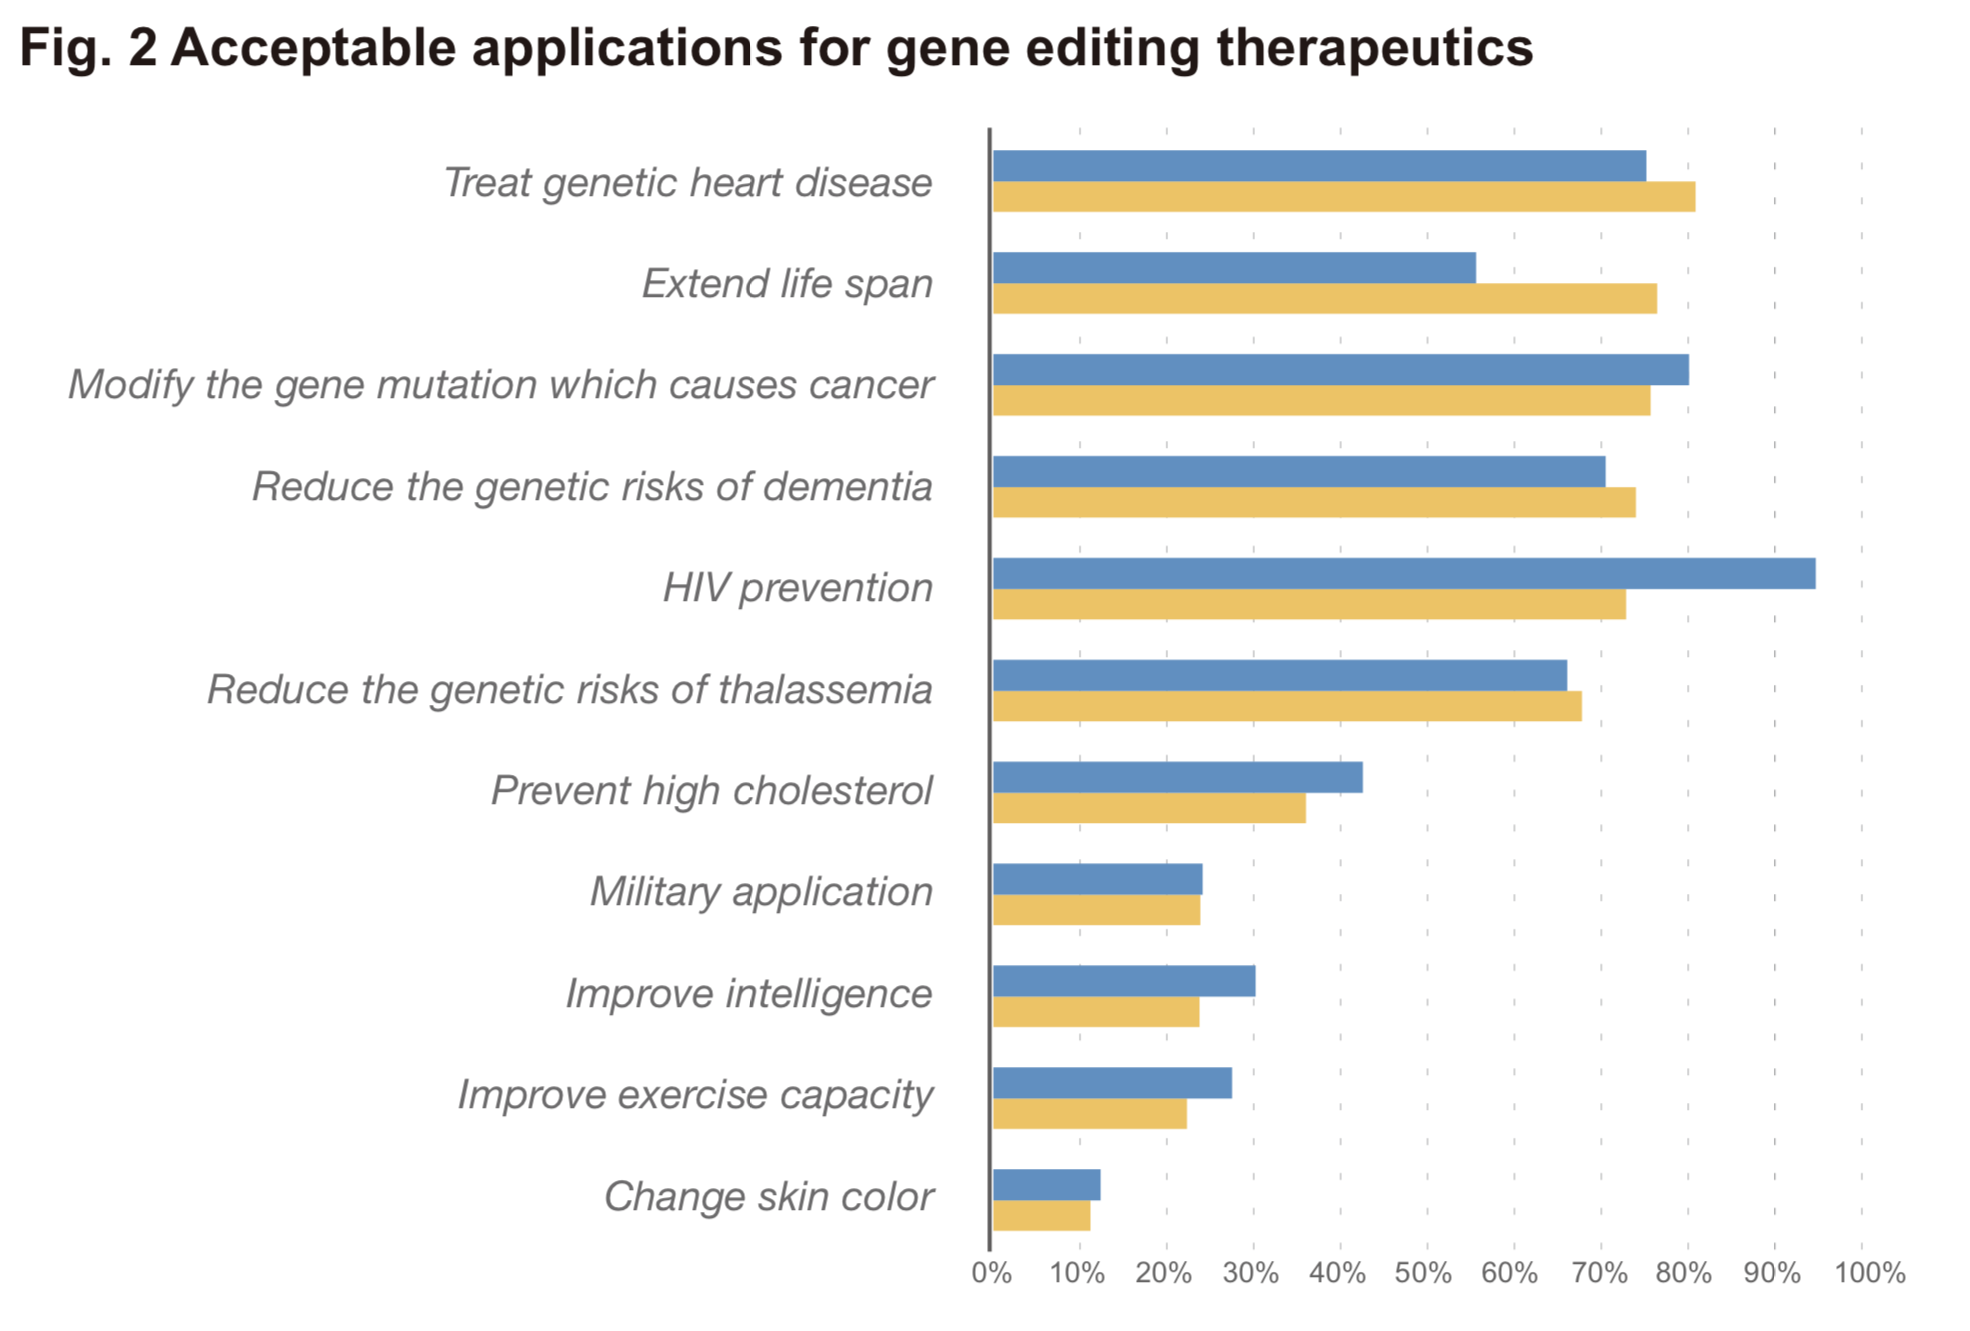 Fig. 2 Acceptable applications for gene editing therapeutics
Treat genetic heart disease
Extend life span
Modify the gene mutation which causes cancer
Reduce the genetic risks of dementia
HIV prevention
Reduce the genetic risks of thalassemia
Prevent high cholesterol
Military application
Improve intelligence
Improve exercise capacity
Change skin color
0% 10% 20% 30% 40% 50% 60% 70% 80% 90% 100%